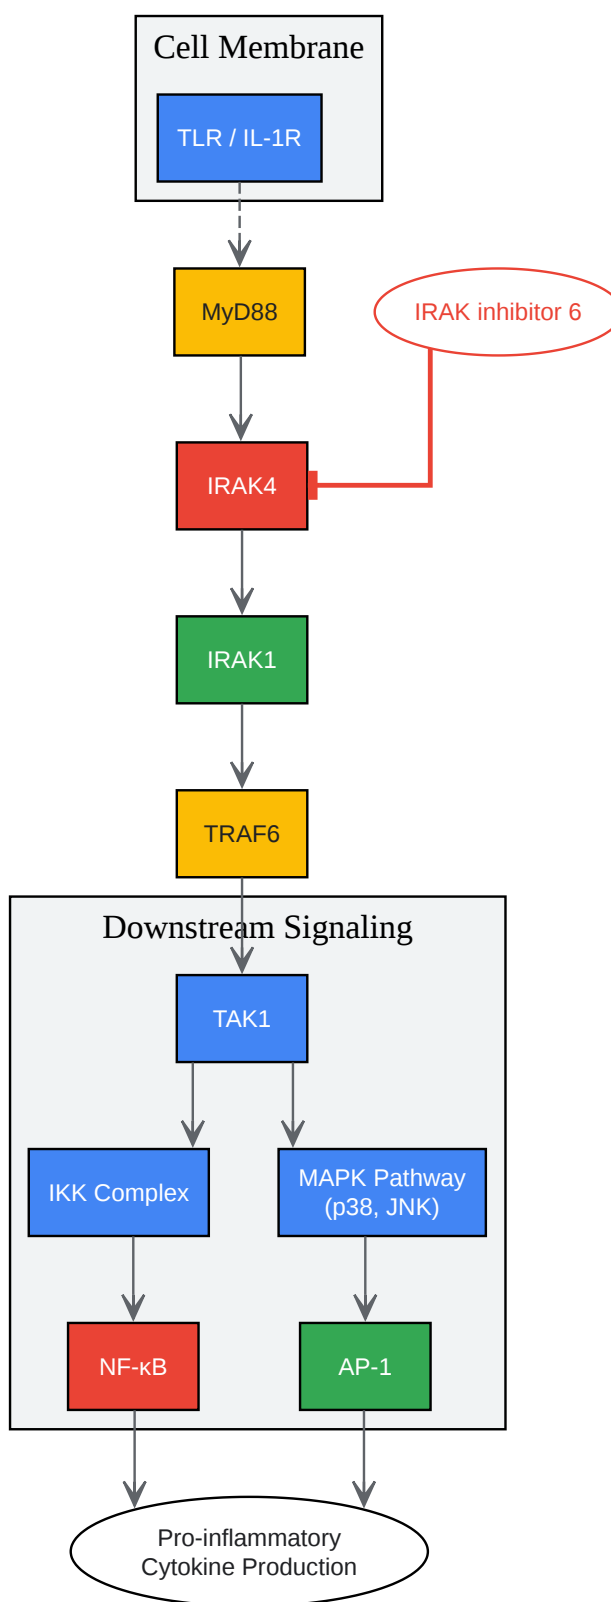 Cell Membrane
TLR / IL-1R
MyD88
IRAK inhibitor 6
IRAK4
IRAK1
TRAF6
Downstream Signaling
TAK1
IKK Complex
MAPK Pathway
(p38, JNK)
NF-κB
AP-1
Pro-inflammatory
Cytokine Production